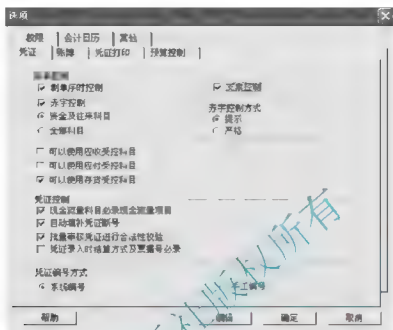 选项
权限 会计日历 其他
凭证 账簿 凭证打印 预算控制
制单序时控制 支票控制
赤字控制 赤字控制方式
资金及往来科目 提示
全部科目 严格
可以使用应收受控科目
可以使用应付受控科目
可以使用存货受控科目
凭证控制
现金流量科目必录现金流量项目
自动填补凭证断号
批量审核凭证进行合法性校验
凭证录入时结算方式及票据号必录
凭证编号方式
系统编号 手工编号
帮助 编辑 确定 取消
版权所有